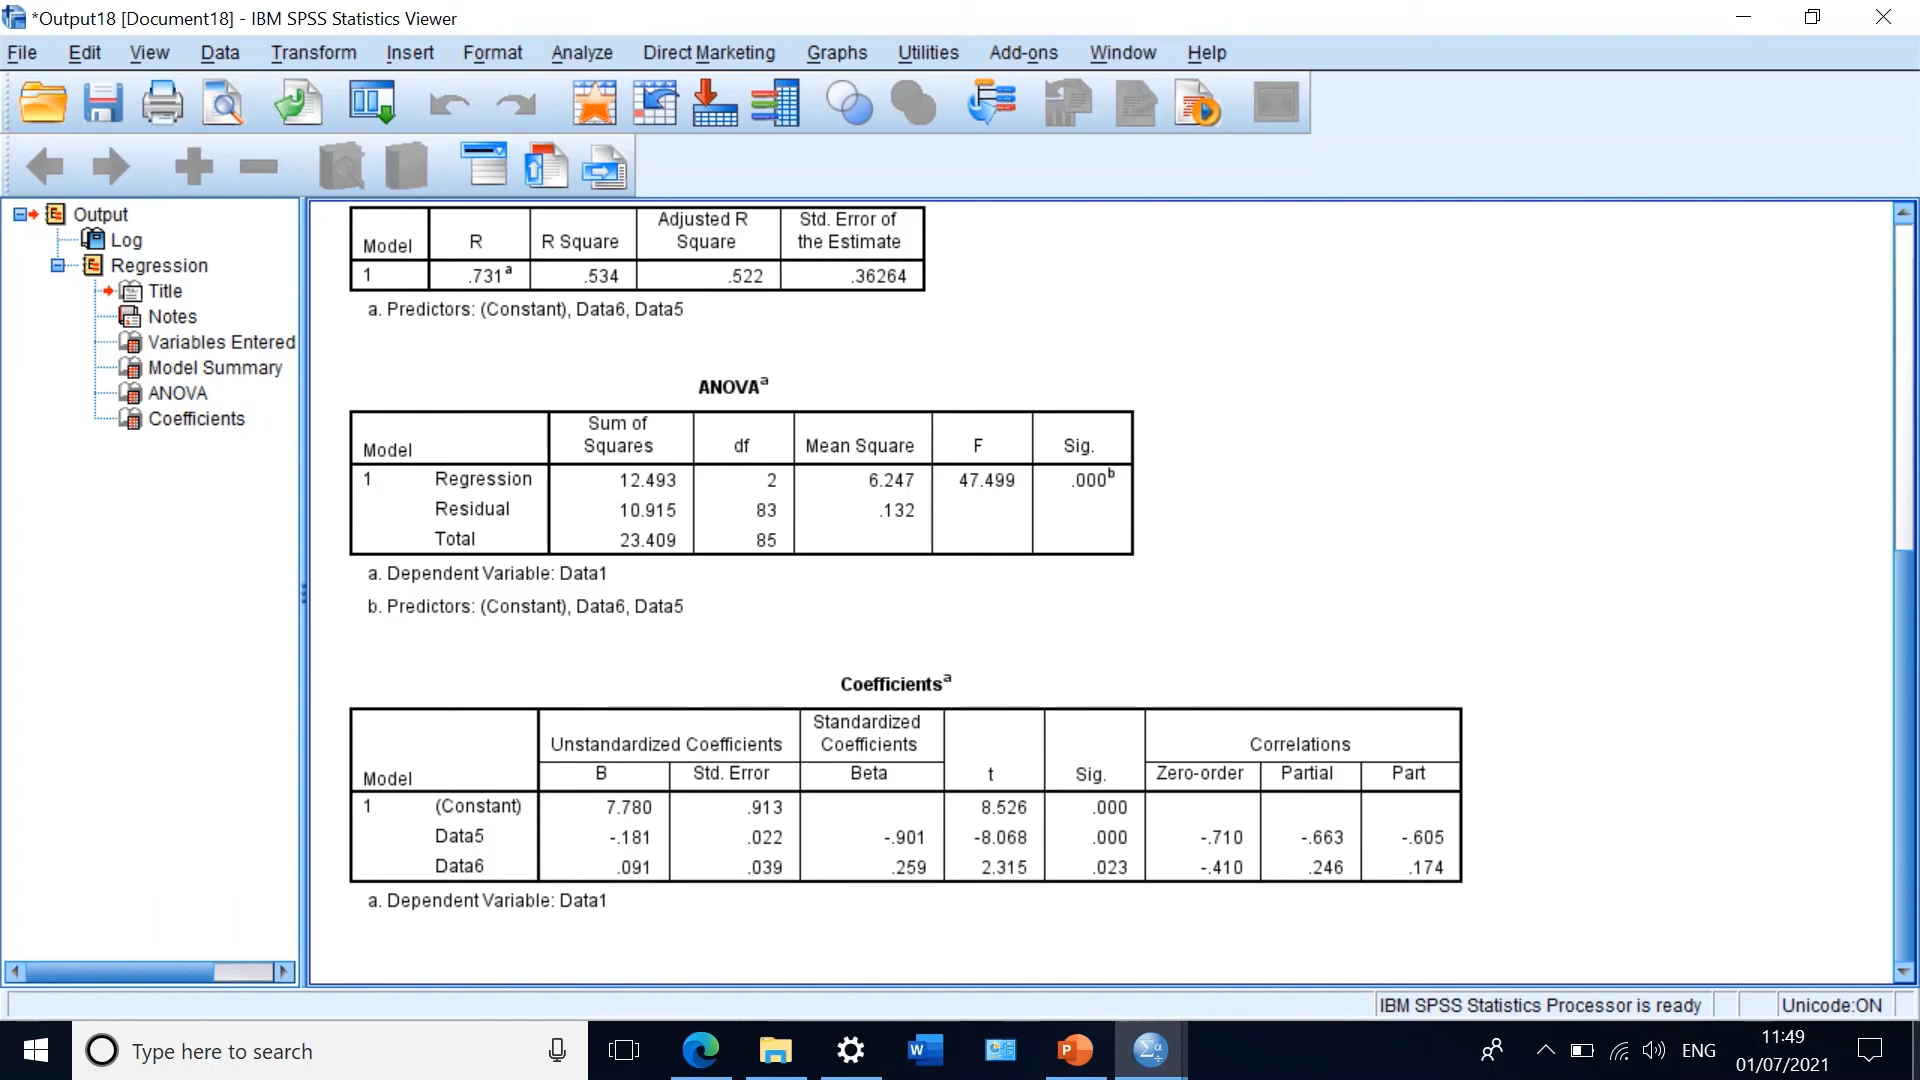 *Output18 [Document18] - IBM SPSS Statistics Viewer
File Edit View Data Transform Insert Format Analyze Direct Marketing Graphs Utilities Add-ons Window Help
Output
Log
Regression
Title
Notes
Variables Entered
Model Summary
ANOVA
Coefficients
Model R R Square Adjusted R Square Std. Error of the Estimate
1 .731a .534 .522 .36264
a. Predictors: (Constant), Data6, Data5
ANOVAa
Model Sum of Squares df Mean Square F Sig.
1 Regression 12.493 2 6.247 47.499 .000b
Residual 10.915 83 .132
Total 23.409 85
a. Dependent Variable: Data1
b. Predictors: (Constant), Data6, Data5
Coefficientsa
Model Unstandardized Coefficients Standardized Coefficients t Sig. Correlations
B Std. Error Beta Zero-order Partial Part
1 (Constant) 7.780 .913 8.526 .000
Data5 -.181 .022 -.901 -8.068 .000 -.710 -.663 -.605
Data6 .091 .039 .259 2.315 .023 -.410 .246 .174
a. Dependent Variable: Data1
IBM SPSS Statistics Processor is ready Unicode:ON
Type here to search
ENG
11:49
01/07/2021